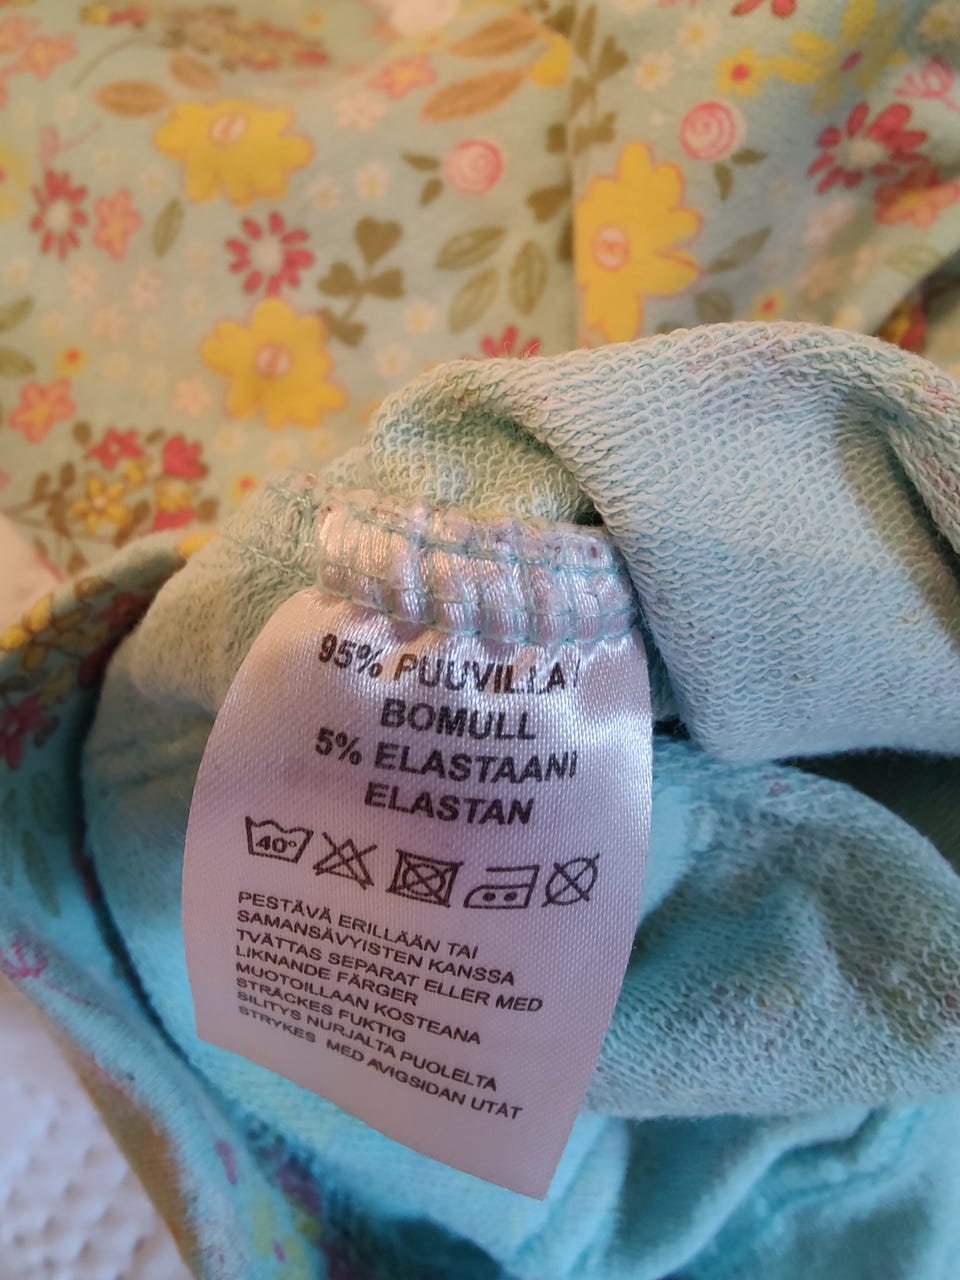 95% PUUVILLA/
BOMULL
5% ELASTAANI
ELASTAN
40°
PESTÄVÄ ERILLÄÄN TAI
SAMANSÄVYISTEN KANSSA
TVÄTTAS SEPARAT ELLER MED
LIKNANDE FÄRGER
MUOTOILLAAN KOSTEANA
STRÄCKES FUKTIG
SILITYS NURJALTA PUOLELTA
STRYKES MED AVIGSIDAN UTÅT